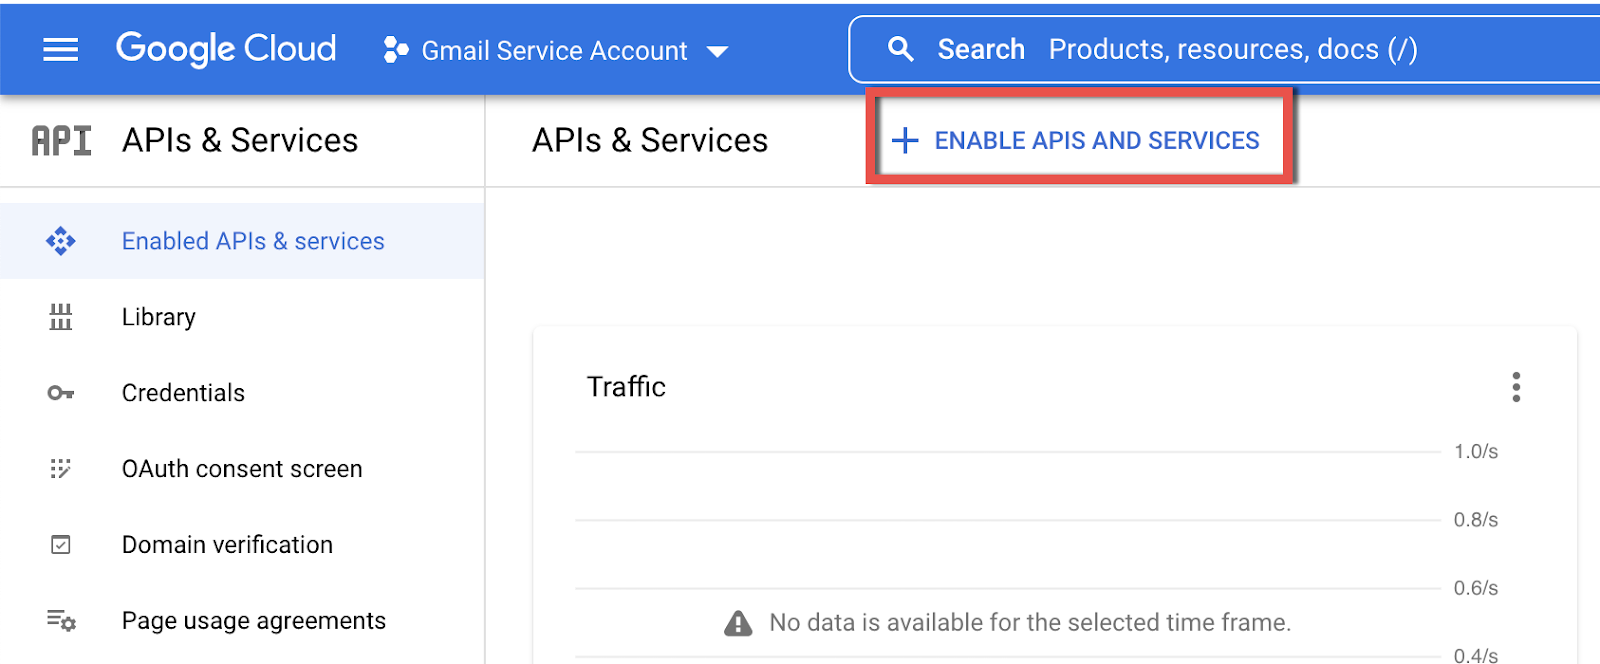 Google Cloud
Gmail Service Account
Search Products, resources, docs (/)
API APIs & Services
APIs & Services
ENABLE APIS AND SERVICES
Enabled APIs & services
Library
Credentials
OAuth consent screen
Domain verification
Page usage agreements
Traffic
1.0/s
0.8/s
0.6/s
No data is available for the selected time frame.
0.4/s